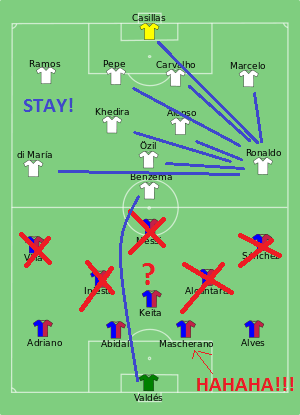 Casillas
Ramos Pepe Carvalho Marcelo
STAY!
Khedira Alonso
Özil Ronaldo
di María
Benzema
Messi
Villa Sánchez
?
Iniesta Alcantara
Keita
Adriano Abidal Mascherano Alves
HAHAHA!!!
Valdés